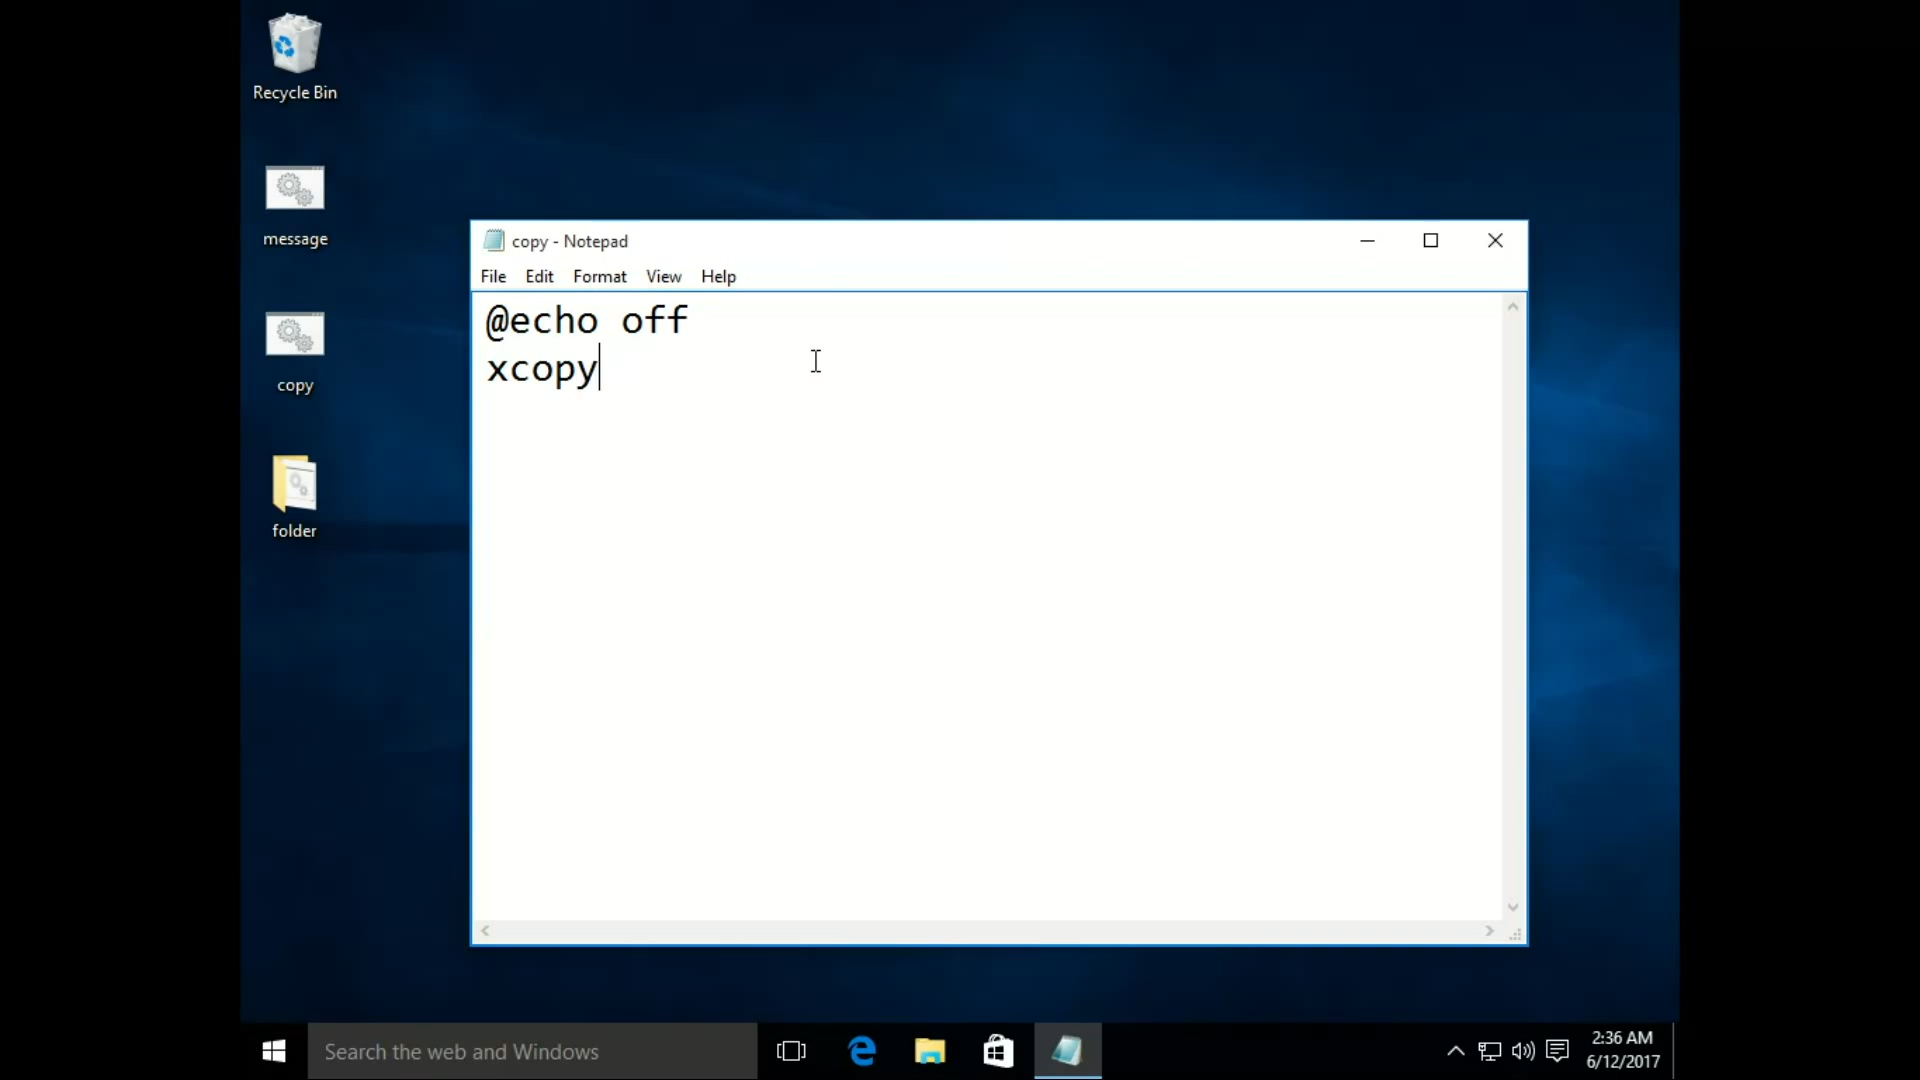 Recycle Bin
message
copy
folder
copy - Notepad
File Edit Format View Help
@echo off
xcopy
Search the web and Windows
2:36 AM
6/12/2017